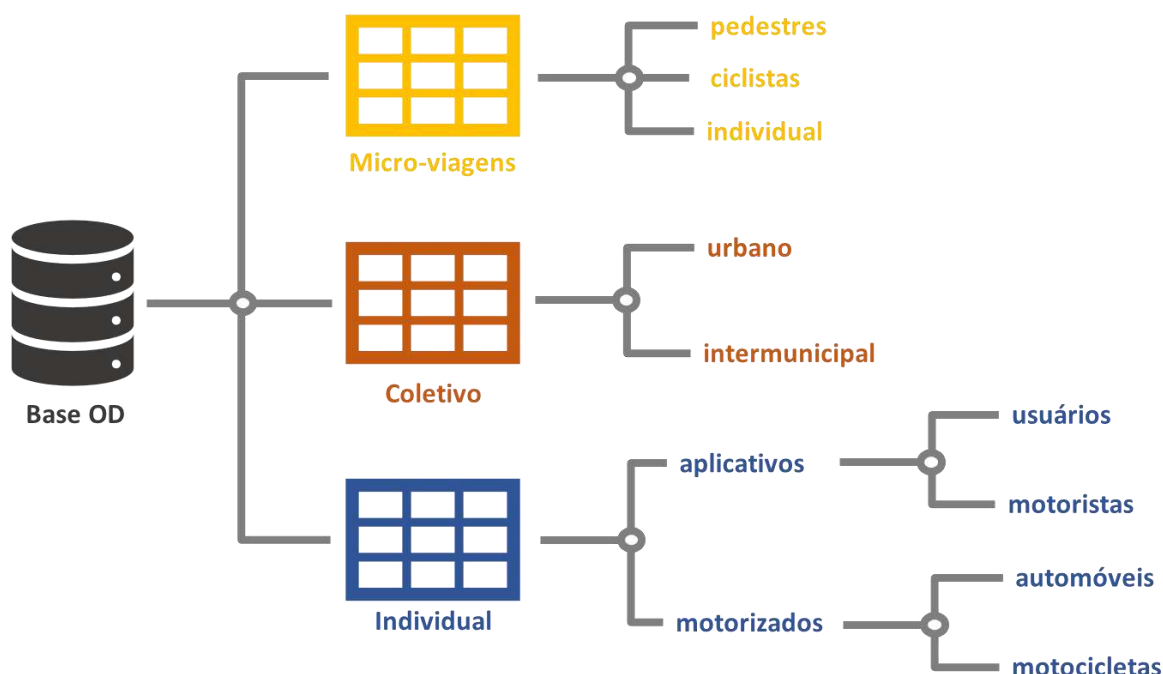 pedestres
ciclistas
individual
Micro-viagens
urbano
intermunicipal
Coletivo
Base OD
usuários
aplicativos
motoristas
automóveis
Individual
motorizados
motocicletas